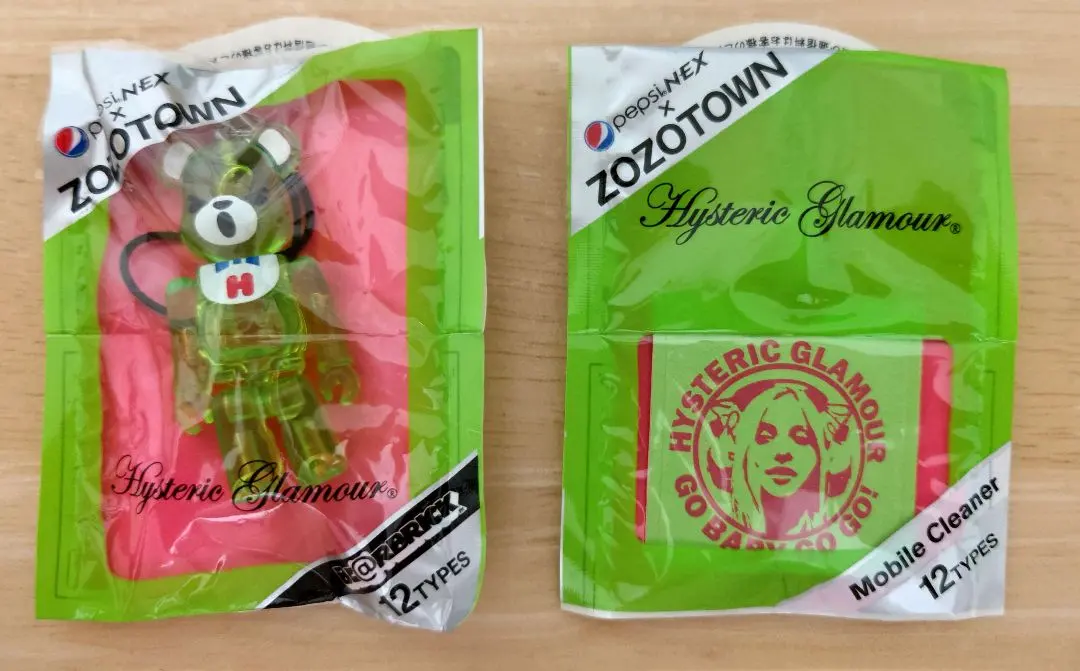 pepsi NEX
×
ZOZOTOWN
H
Hysteric Glamour®
BE@RBRICK
12TYPES
pepsi NEX
×
ZOZOTOWN
Hysteric Glamour®
HYSTERIC GLAMOUR
GO BABY GO GO!
Mobile Cleaner
12TYPES